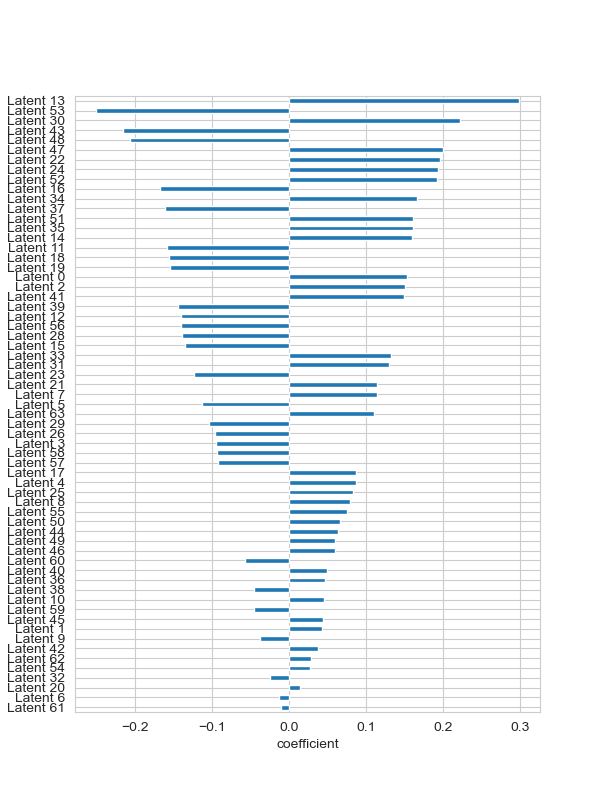 Latent 13
Latent 53
Latent 30
Latent 43
Latent 48
Latent 47
Latent 22
Latent 24
Latent 52
Latent 16
Latent 34
Latent 37
Latent 51
Latent 35
Latent 14
Latent 11
Latent 18
Latent 19
Latent 0
Latent 2
Latent 41
Latent 39
Latent 12
Latent 56
Latent 28
Latent 15
Latent 33
Latent 31
Latent 23
Latent 21
Latent 7
Latent 5
Latent 63
Latent 29
Latent 26
Latent 3
Latent 58
Latent 57
Latent 17
Latent 4
Latent 25
Latent 8
Latent 55
Latent 50
Latent 44
Latent 49
Latent 46
Latent 60
Latent 40
Latent 36
Latent 38
Latent 10
Latent 59
Latent 45
Latent 1
Latent 9
Latent 42
Latent 62
Latent 54
Latent 32
Latent 20
Latent 6
Latent 61
−0.2 −0.1 0.0 0.1 0.2 0.3
coefficient